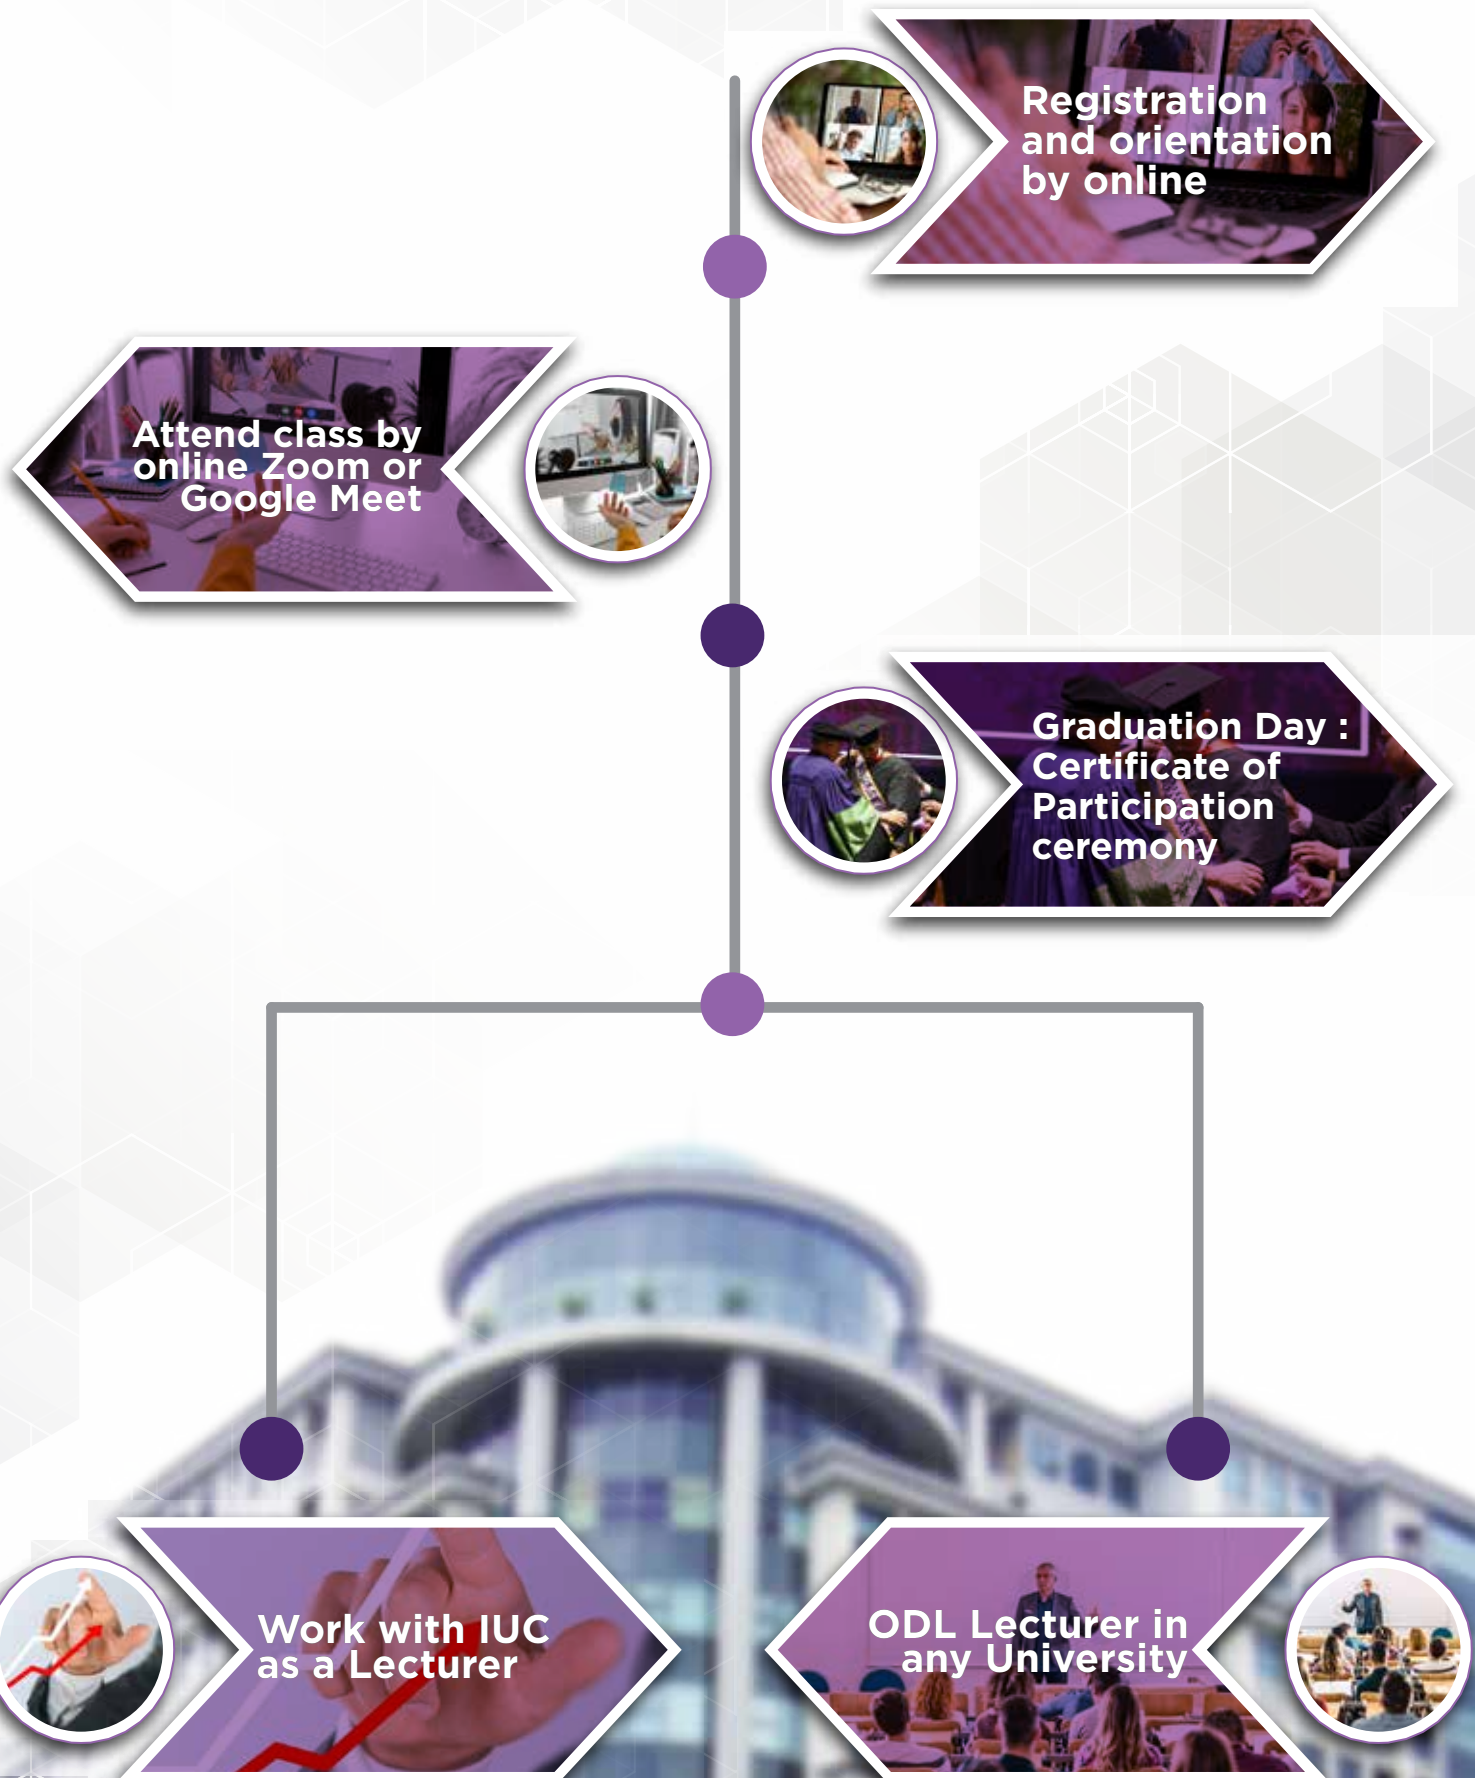 Registration
and orientation
by online
Attend class by
online Zoom or
Google Meet
Graduation Day :
Certificate of
Participation
ceremony
Work with IUC
as a Lecturer
ODL Lecturer in
any University